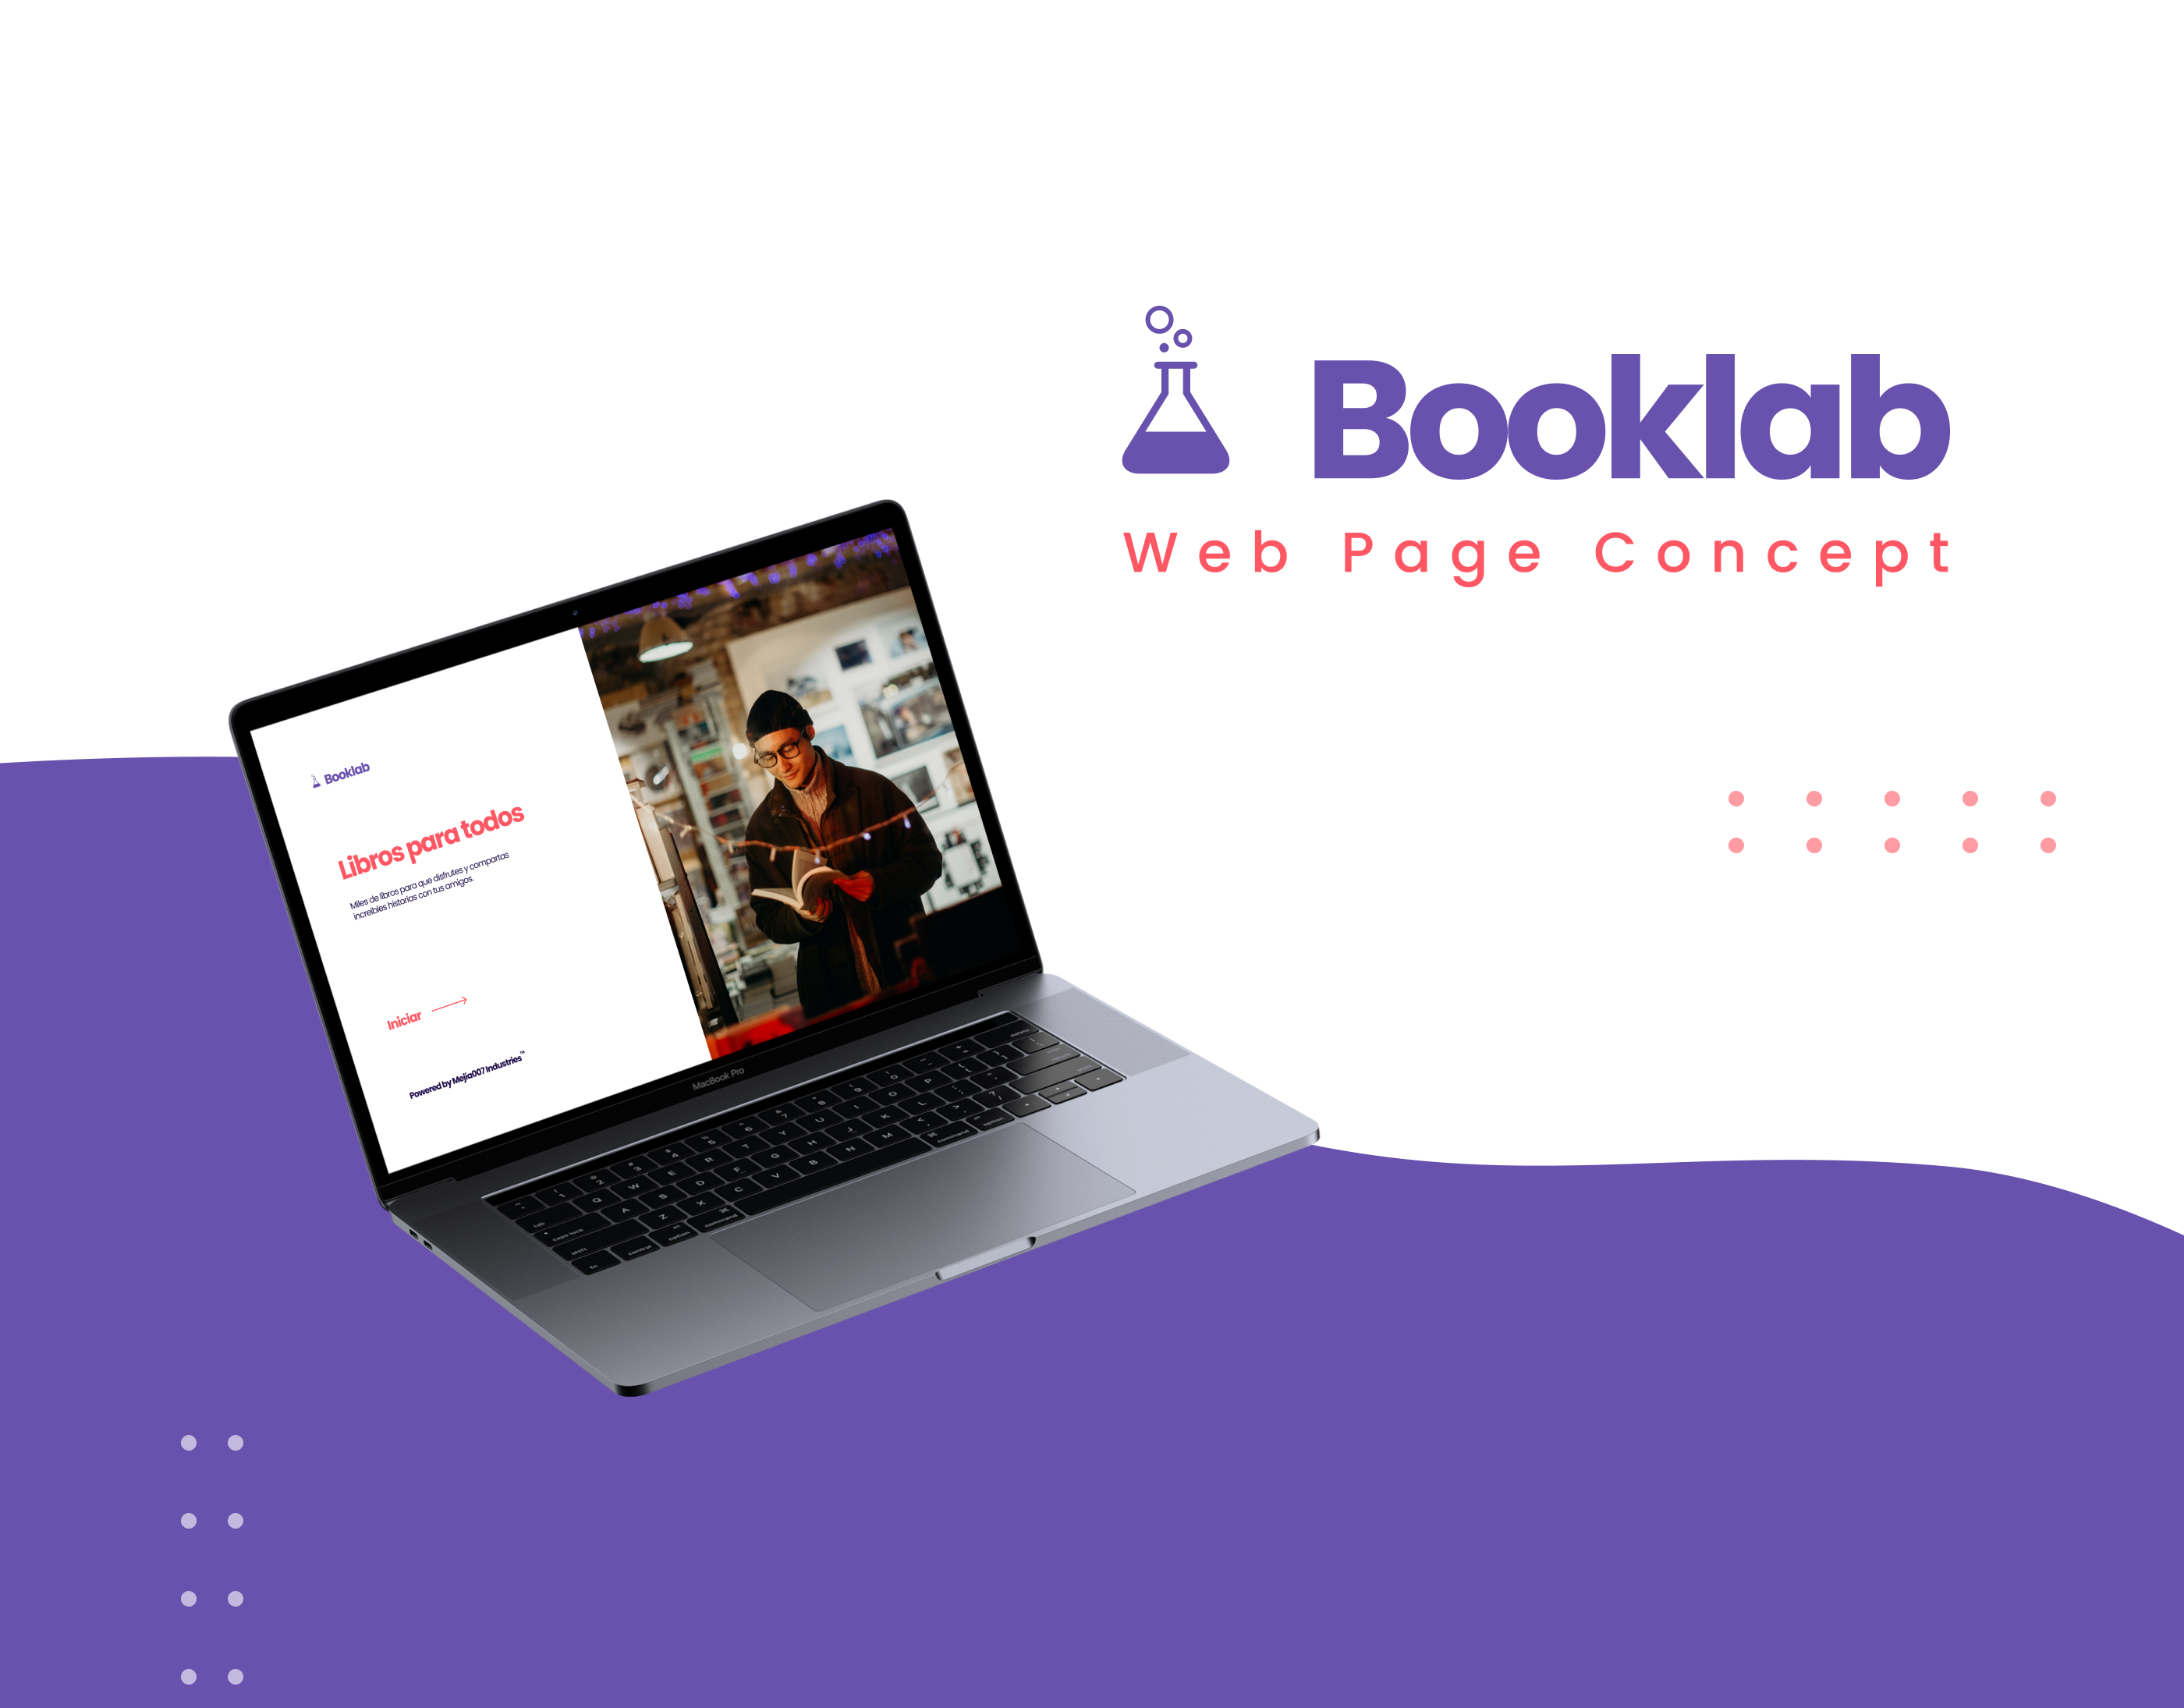 Booklab
Web Page Concept
Booklab
Libros para todos
Miles de libros para que disfrutes y compartas
increíbles historias con tus amigos.
Iniciar
Powered by Mejia007 Industries™
MacBook Pro